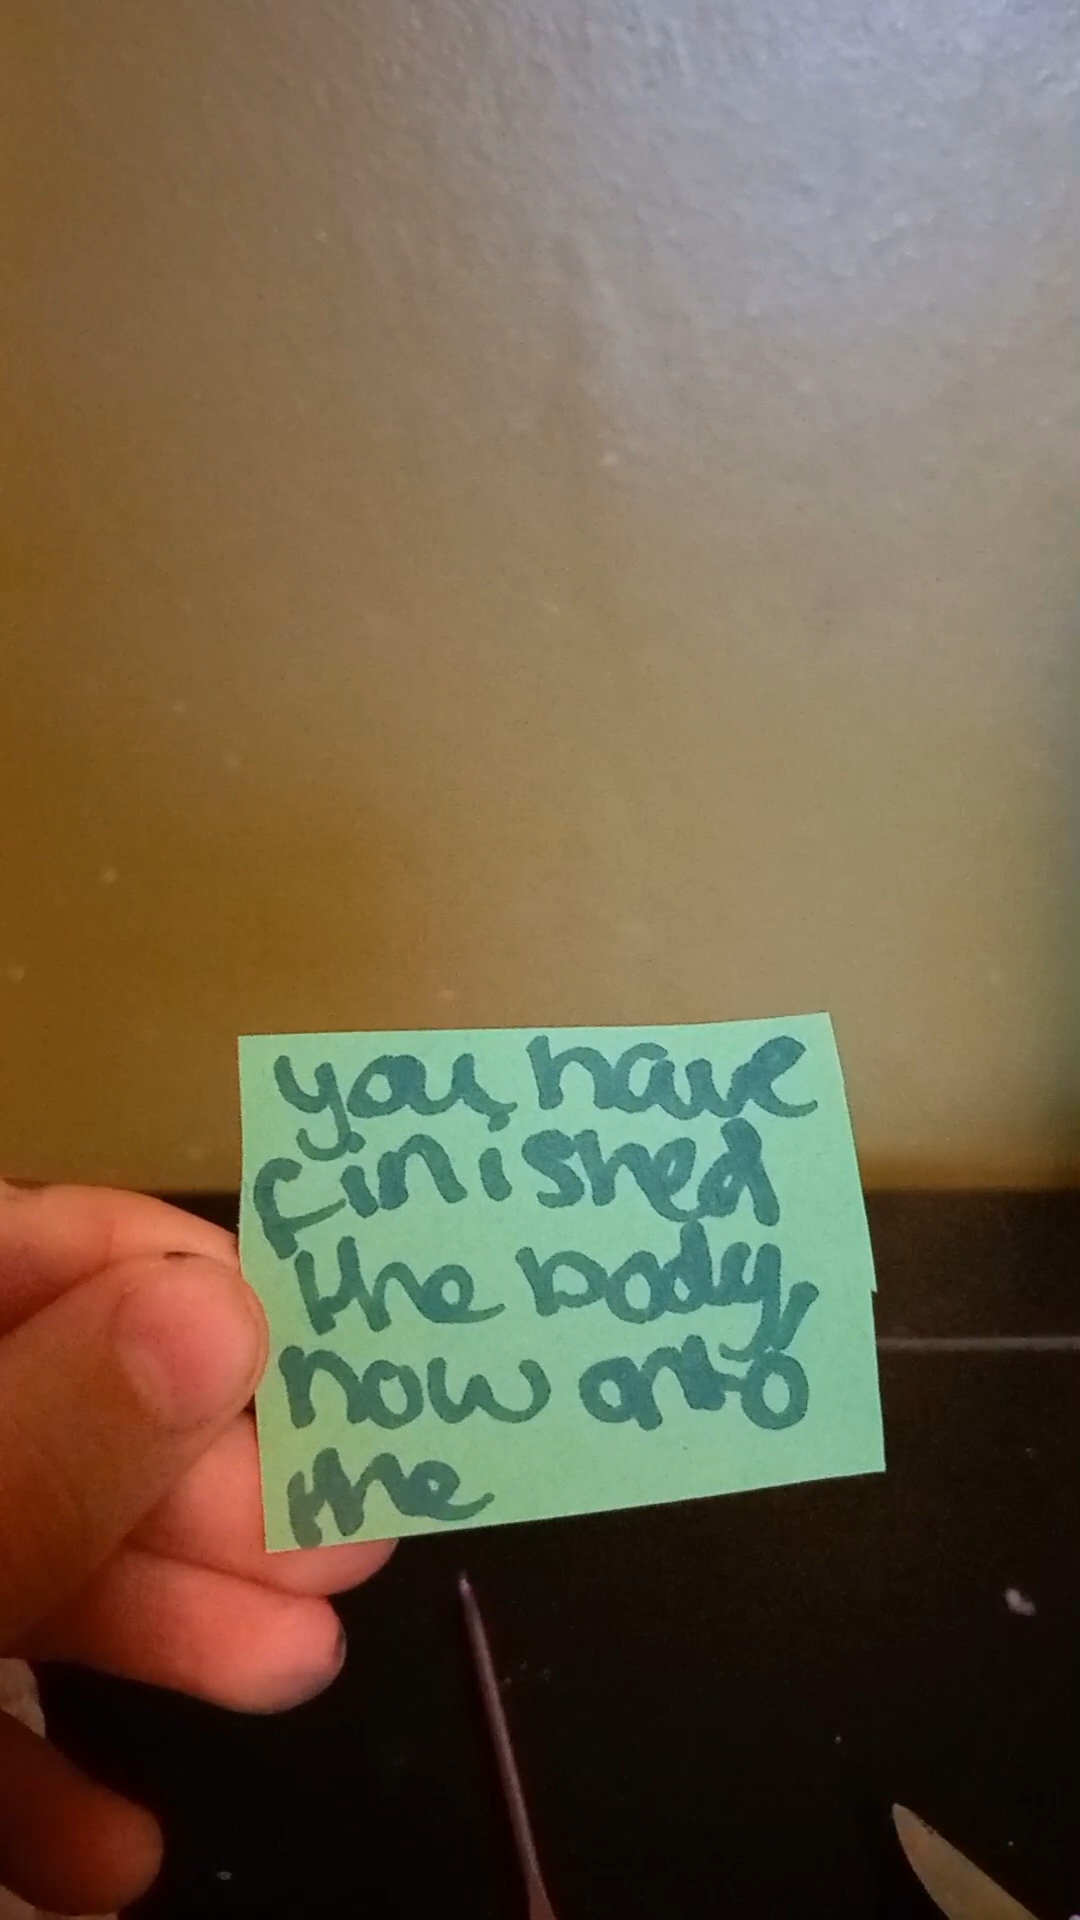 you have
finished
the body,
now onto
the